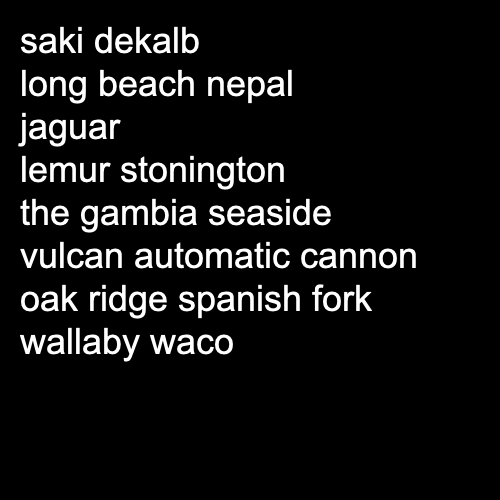 saki dekalb
long beach nepal
jaguar
lemur stonington
the gambia seaside
vulcan automatic cannon
oak ridge spanish fork
wallaby waco